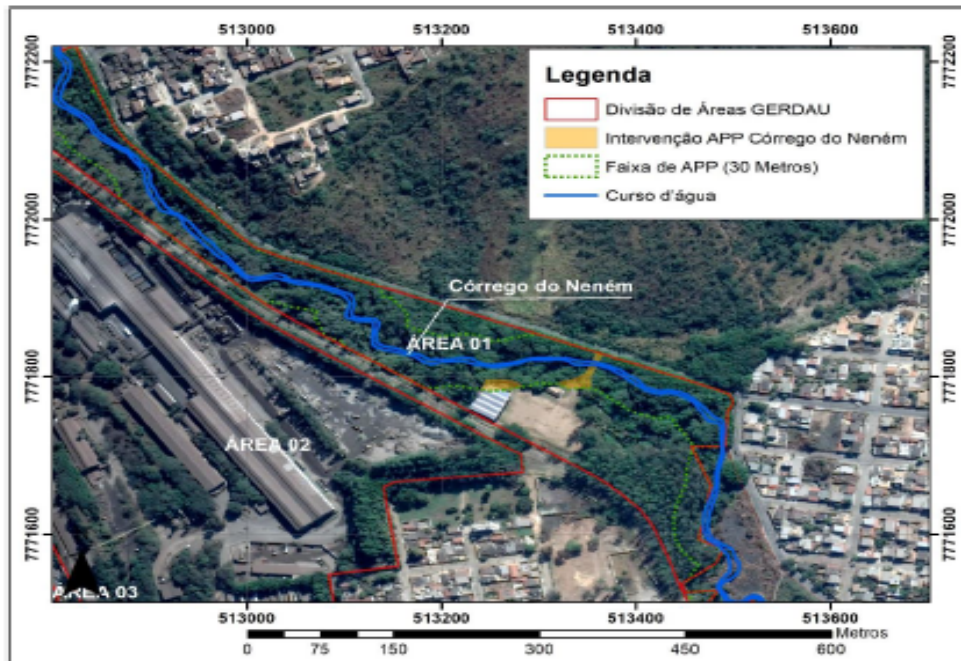 513000 513200 513400 513600
7772200 7772200
Legenda
Divisão de Áreas GERDAU
Intervenção APP Córrego do Neném
Faixa de APP (30 Metros)
Curso d'água
7772000 7772000
Córrego do Neném
ÁREA 01
7771800 7771800
ÁREA 02
7771600 7771600
ÁREA 03
513000 513200 513400 513600
Metros
0 75 150 300 450 600